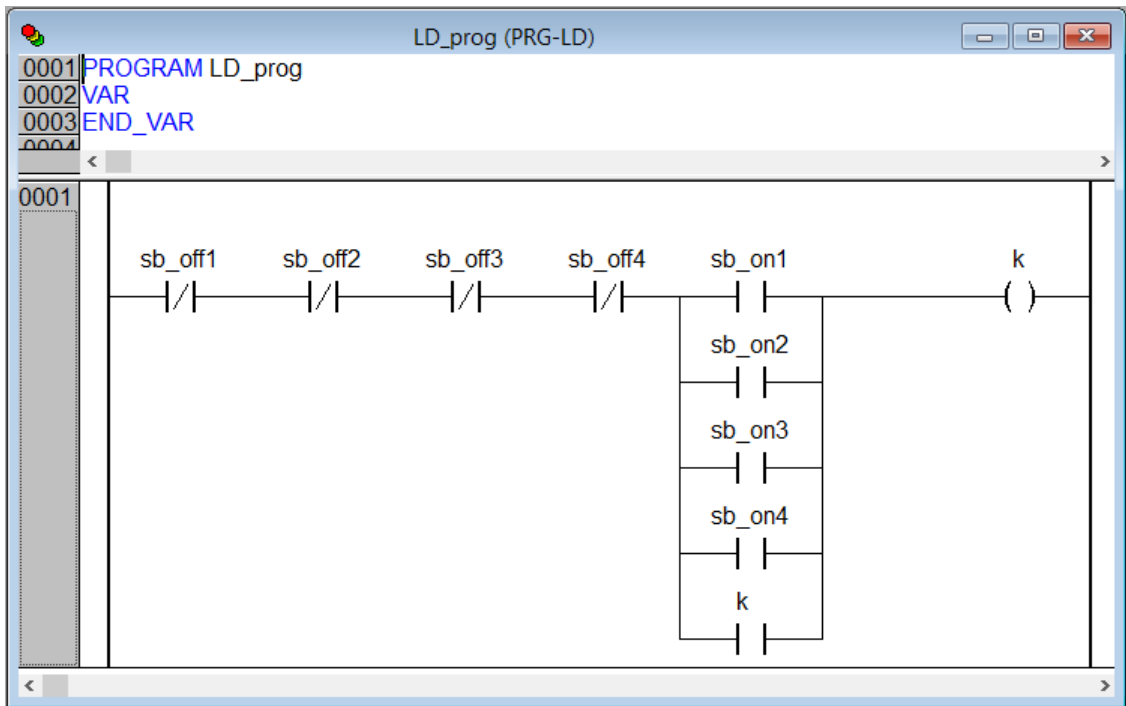 LD_prog (PRG-LD)
0001 PROGRAM LD_prog
0002 VAR
0003 END_VAR
0004
0001
sb_off1 sb_off2 sb_off3 sb_off4 sb_on1 k
sb_on2
sb_on3
sb_on4
k